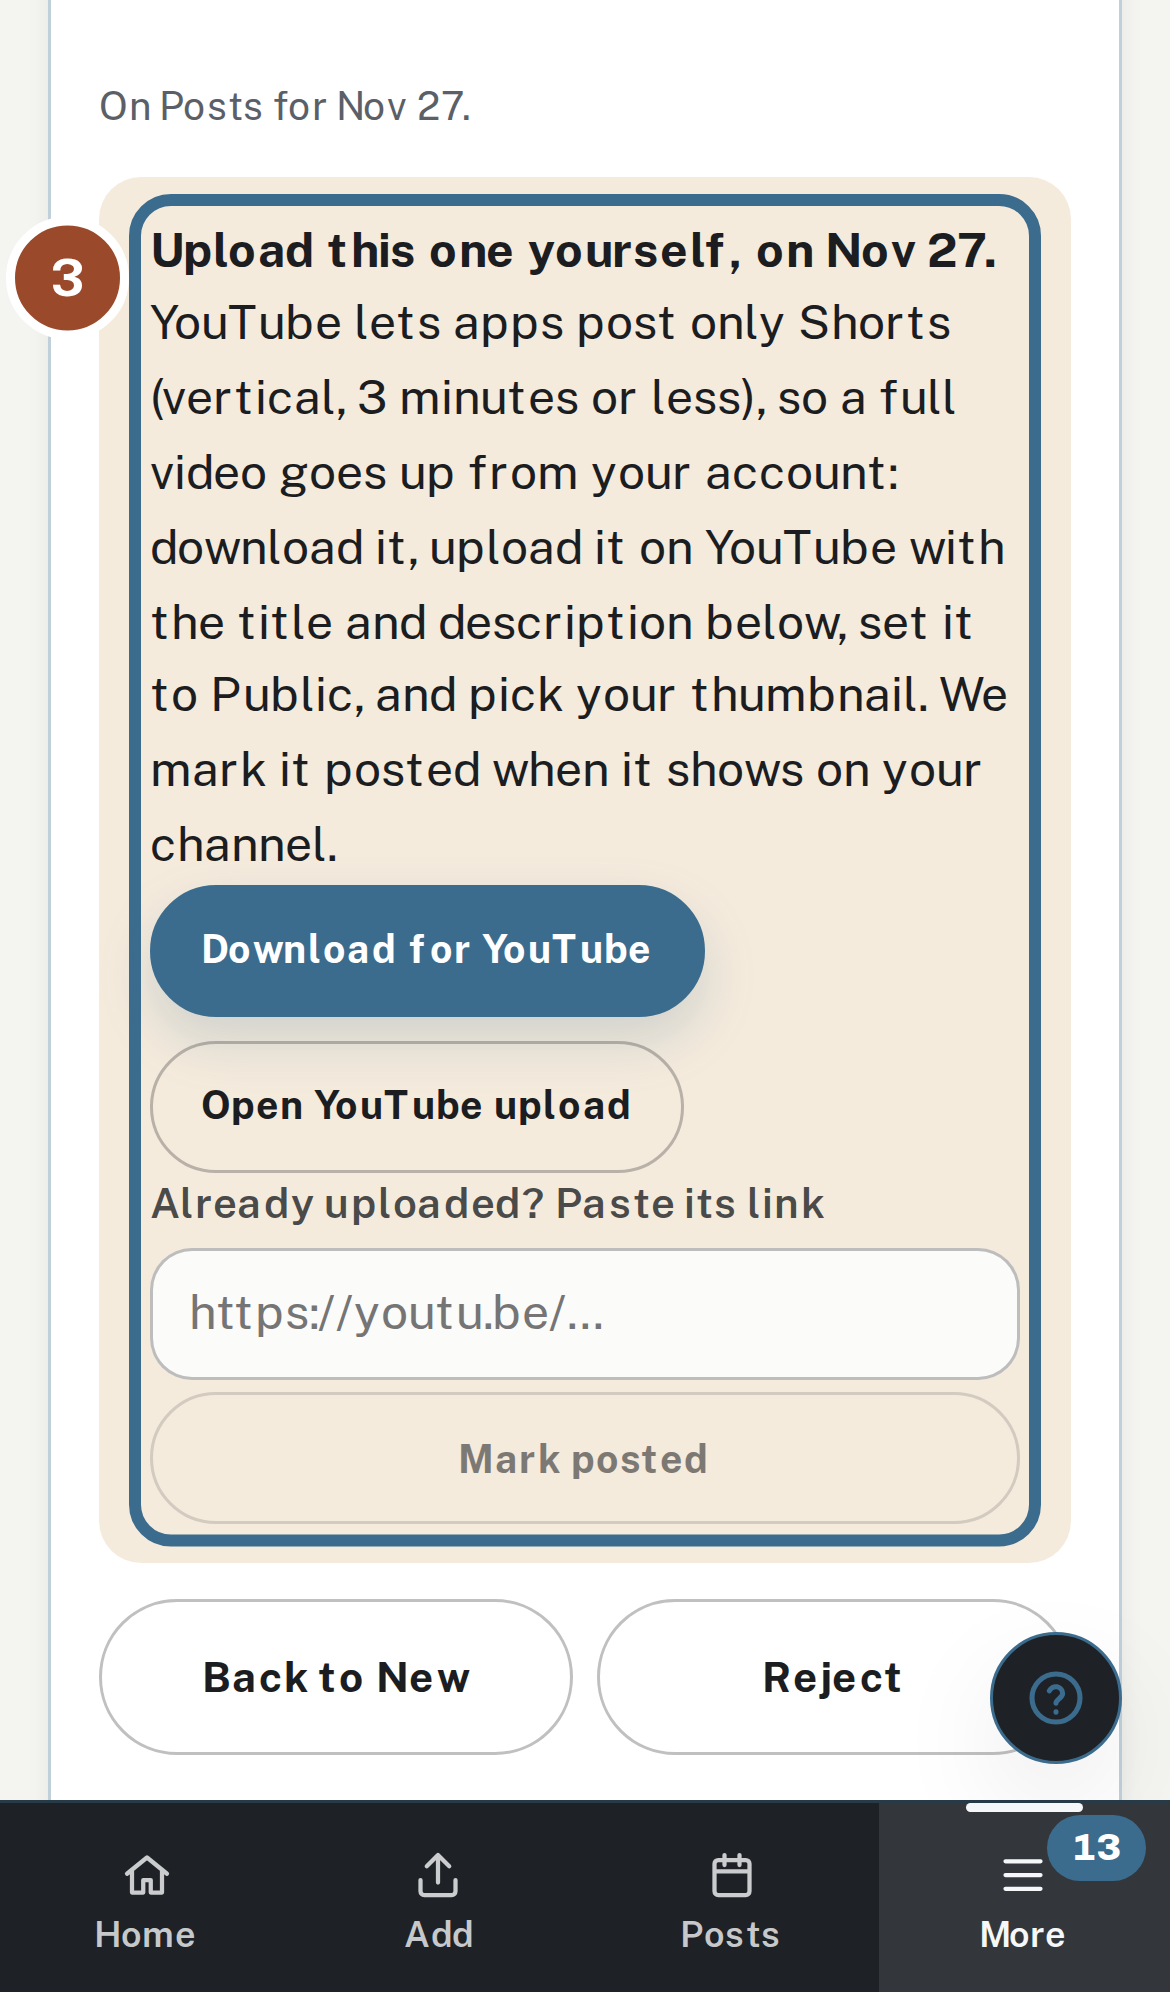 On Posts for Nov 27.
3
Upload this one yourself, on Nov 27.
YouTube lets apps post only Shorts
(vertical, 3 minutes or less), so a full
video goes up from your account:
download it, upload it on YouTube with
the title and description below, set it
to Public, and pick your thumbnail. We
mark it posted when it shows on your
channel.
Download for YouTube
Open YouTube upload
Already uploaded? Paste its link
https://youtu.be/...
Mark posted
Back to New
Reject
?
13
Home
Add
Posts
More